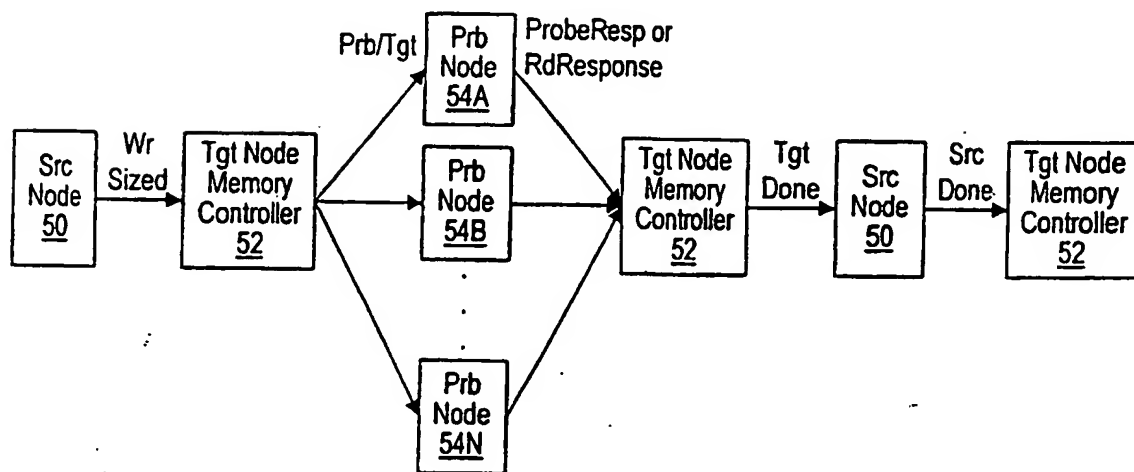 Src
Node
50
Wr
Sized
Tgt Node
Memory
Controller
52
Prb/Tgt
Prb
Node
54A
ProbeResp or
RdResponse
Prb
Node
54B
Prb
Node
54N
Tgt Node
Memory
Controller
52
Tgt
Done
Src
Node
50
Src
Done
Tgt Node
Memory
Controller
52